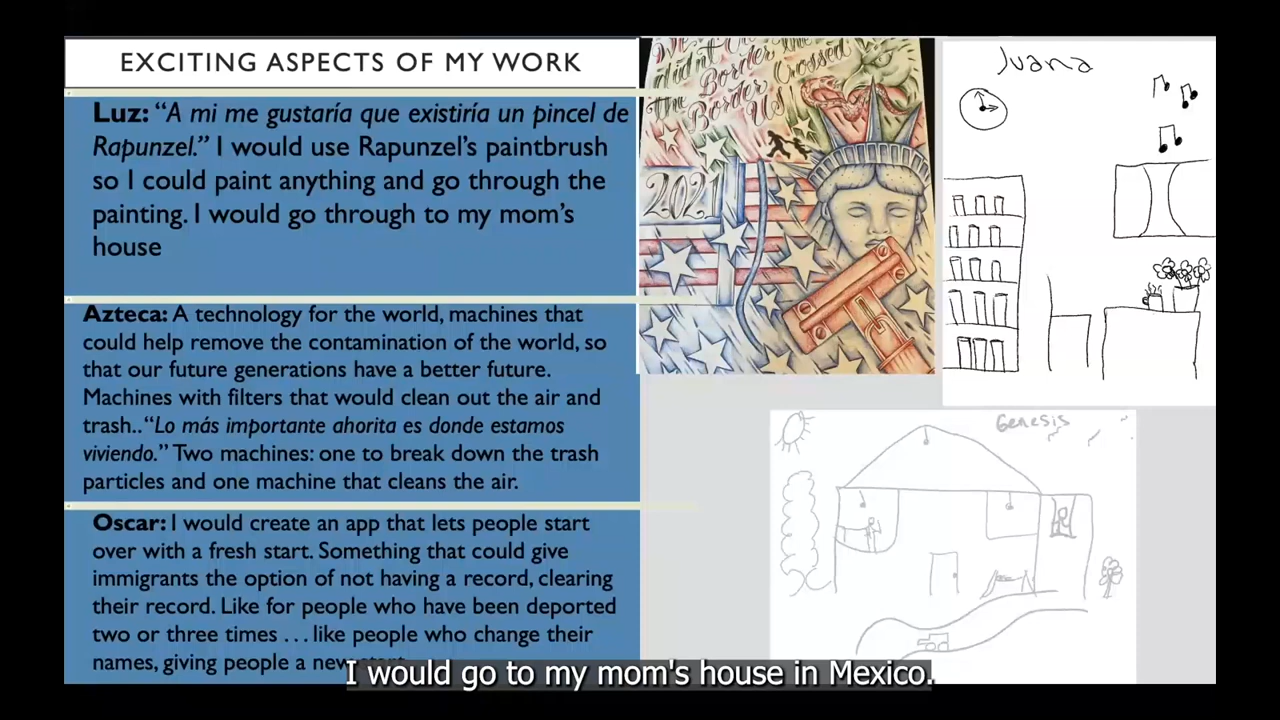 EXCITING ASPECTS OF MY WORK
Luz: “A mi me gustaría que existiría un pincel de
Rapunzel.” I would use Rapunzel’s paintbrush
so I could paint anything and go through the
painting. I would go through to my mom’s
house
Azteca: A technology for the world, machines that
could help remove the contamination of the world, so
that our future generations have a better future.
Machines with filters that would clean out the air and
trash.. “Lo más importante ahorita es donde estamos
viviendo.” Two machines: one to break down the trash
particles and one machine that cleans the air.
Oscar: I would create an app that lets people start
over with a fresh start. Something that could give
immigrants the option of not having a record, clearing
their record. Like for people who have been deported
two or three times . . . like people who change their
names, giving people a new
didn't
Border
Crossed
the Border
US!
2021
Juana
Genesis
I would go to my mom's house in Mexico.